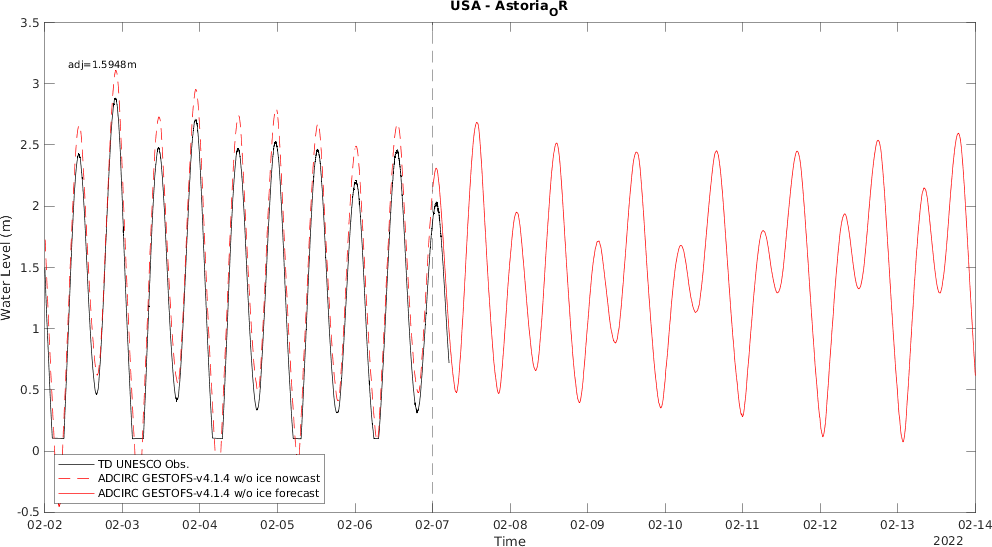 USA - Astoria_OR
adj=1.5948m
3.5
3
2.5
2
1.5
1
0.5
0
-0.5
Water Level (m)
TD UNESCO Obs.
ADCIRC GESTOFS-v4.1.4 w/o ice nowcast
ADCIRC GESTOFS-v4.1.4 w/o ice forecast
02-02 02-03 02-04 02-05 02-06 02-07 02-08 02-09 02-10 02-11 02-12 02-13 02-14
Time
2022